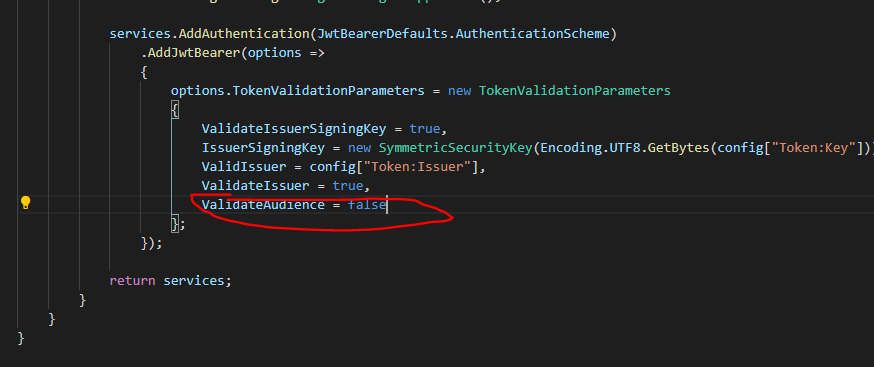 services.AddAuthentication(JwtBearerDefaults.AuthenticationScheme)
.AddJwtBearer(options =>
{
options.TokenValidationParameters = new TokenValidationParameters
{
ValidateIssuerSigningKey = true,
IssuerSigningKey = new SymmetricSecurityKey(Encoding.UTF8.GetBytes(config["Token:Key"]))
ValidIssuer = config["Token:Issuer"],
ValidateIssuer = true,
ValidateAudience = false
};
});
return services;
}
}
}